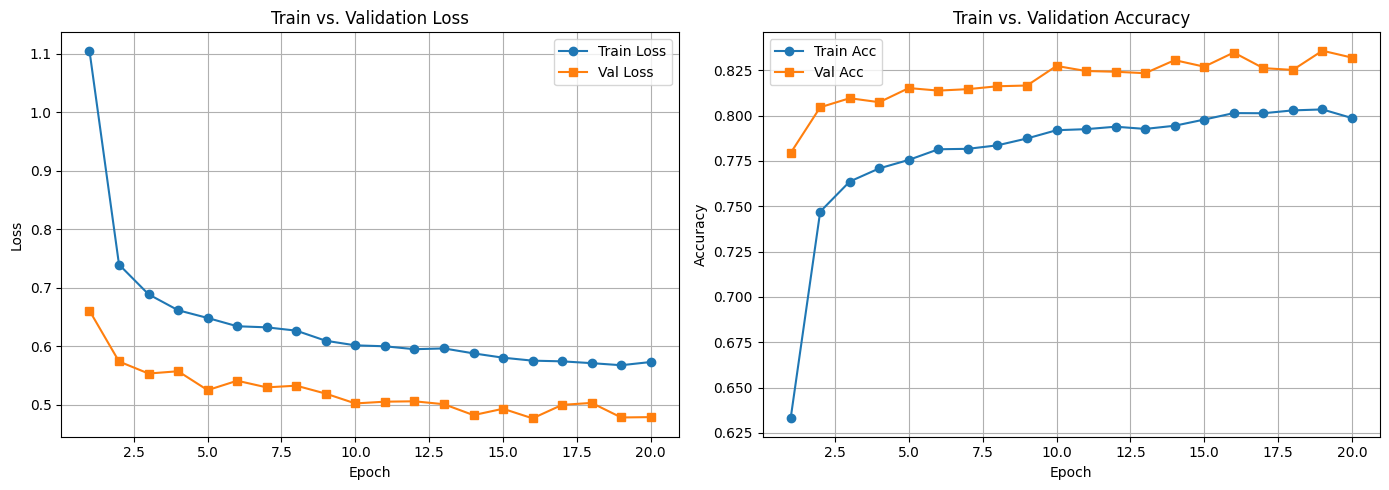 Train vs. Validation Loss
Train Loss
Val Loss
1.1
1.0
0.9
0.8
0.7
0.6
0.5
Loss
2.5 5.0 7.5 10.0 12.5 15.0 17.5 20.0
Epoch
Train vs. Validation Accuracy
Train Acc
Val Acc
0.825
0.800
0.775
0.750
0.725
0.700
0.675
0.650
0.625
Accuracy
2.5 5.0 7.5 10.0 12.5 15.0 17.5 20.0
Epoch